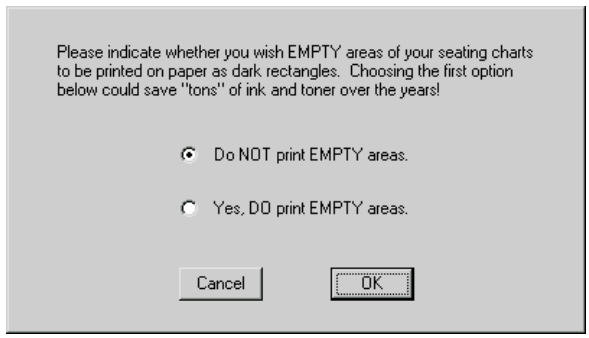 Please indicate whether you wish EMPTY areas of your seating charts
to be printed on paper as dark rectangles.  Choosing the first option
below could save "tons" of ink and toner over the years!
Do NOT print EMPTY areas.
Yes, DO print EMPTY areas.
Cancel OK